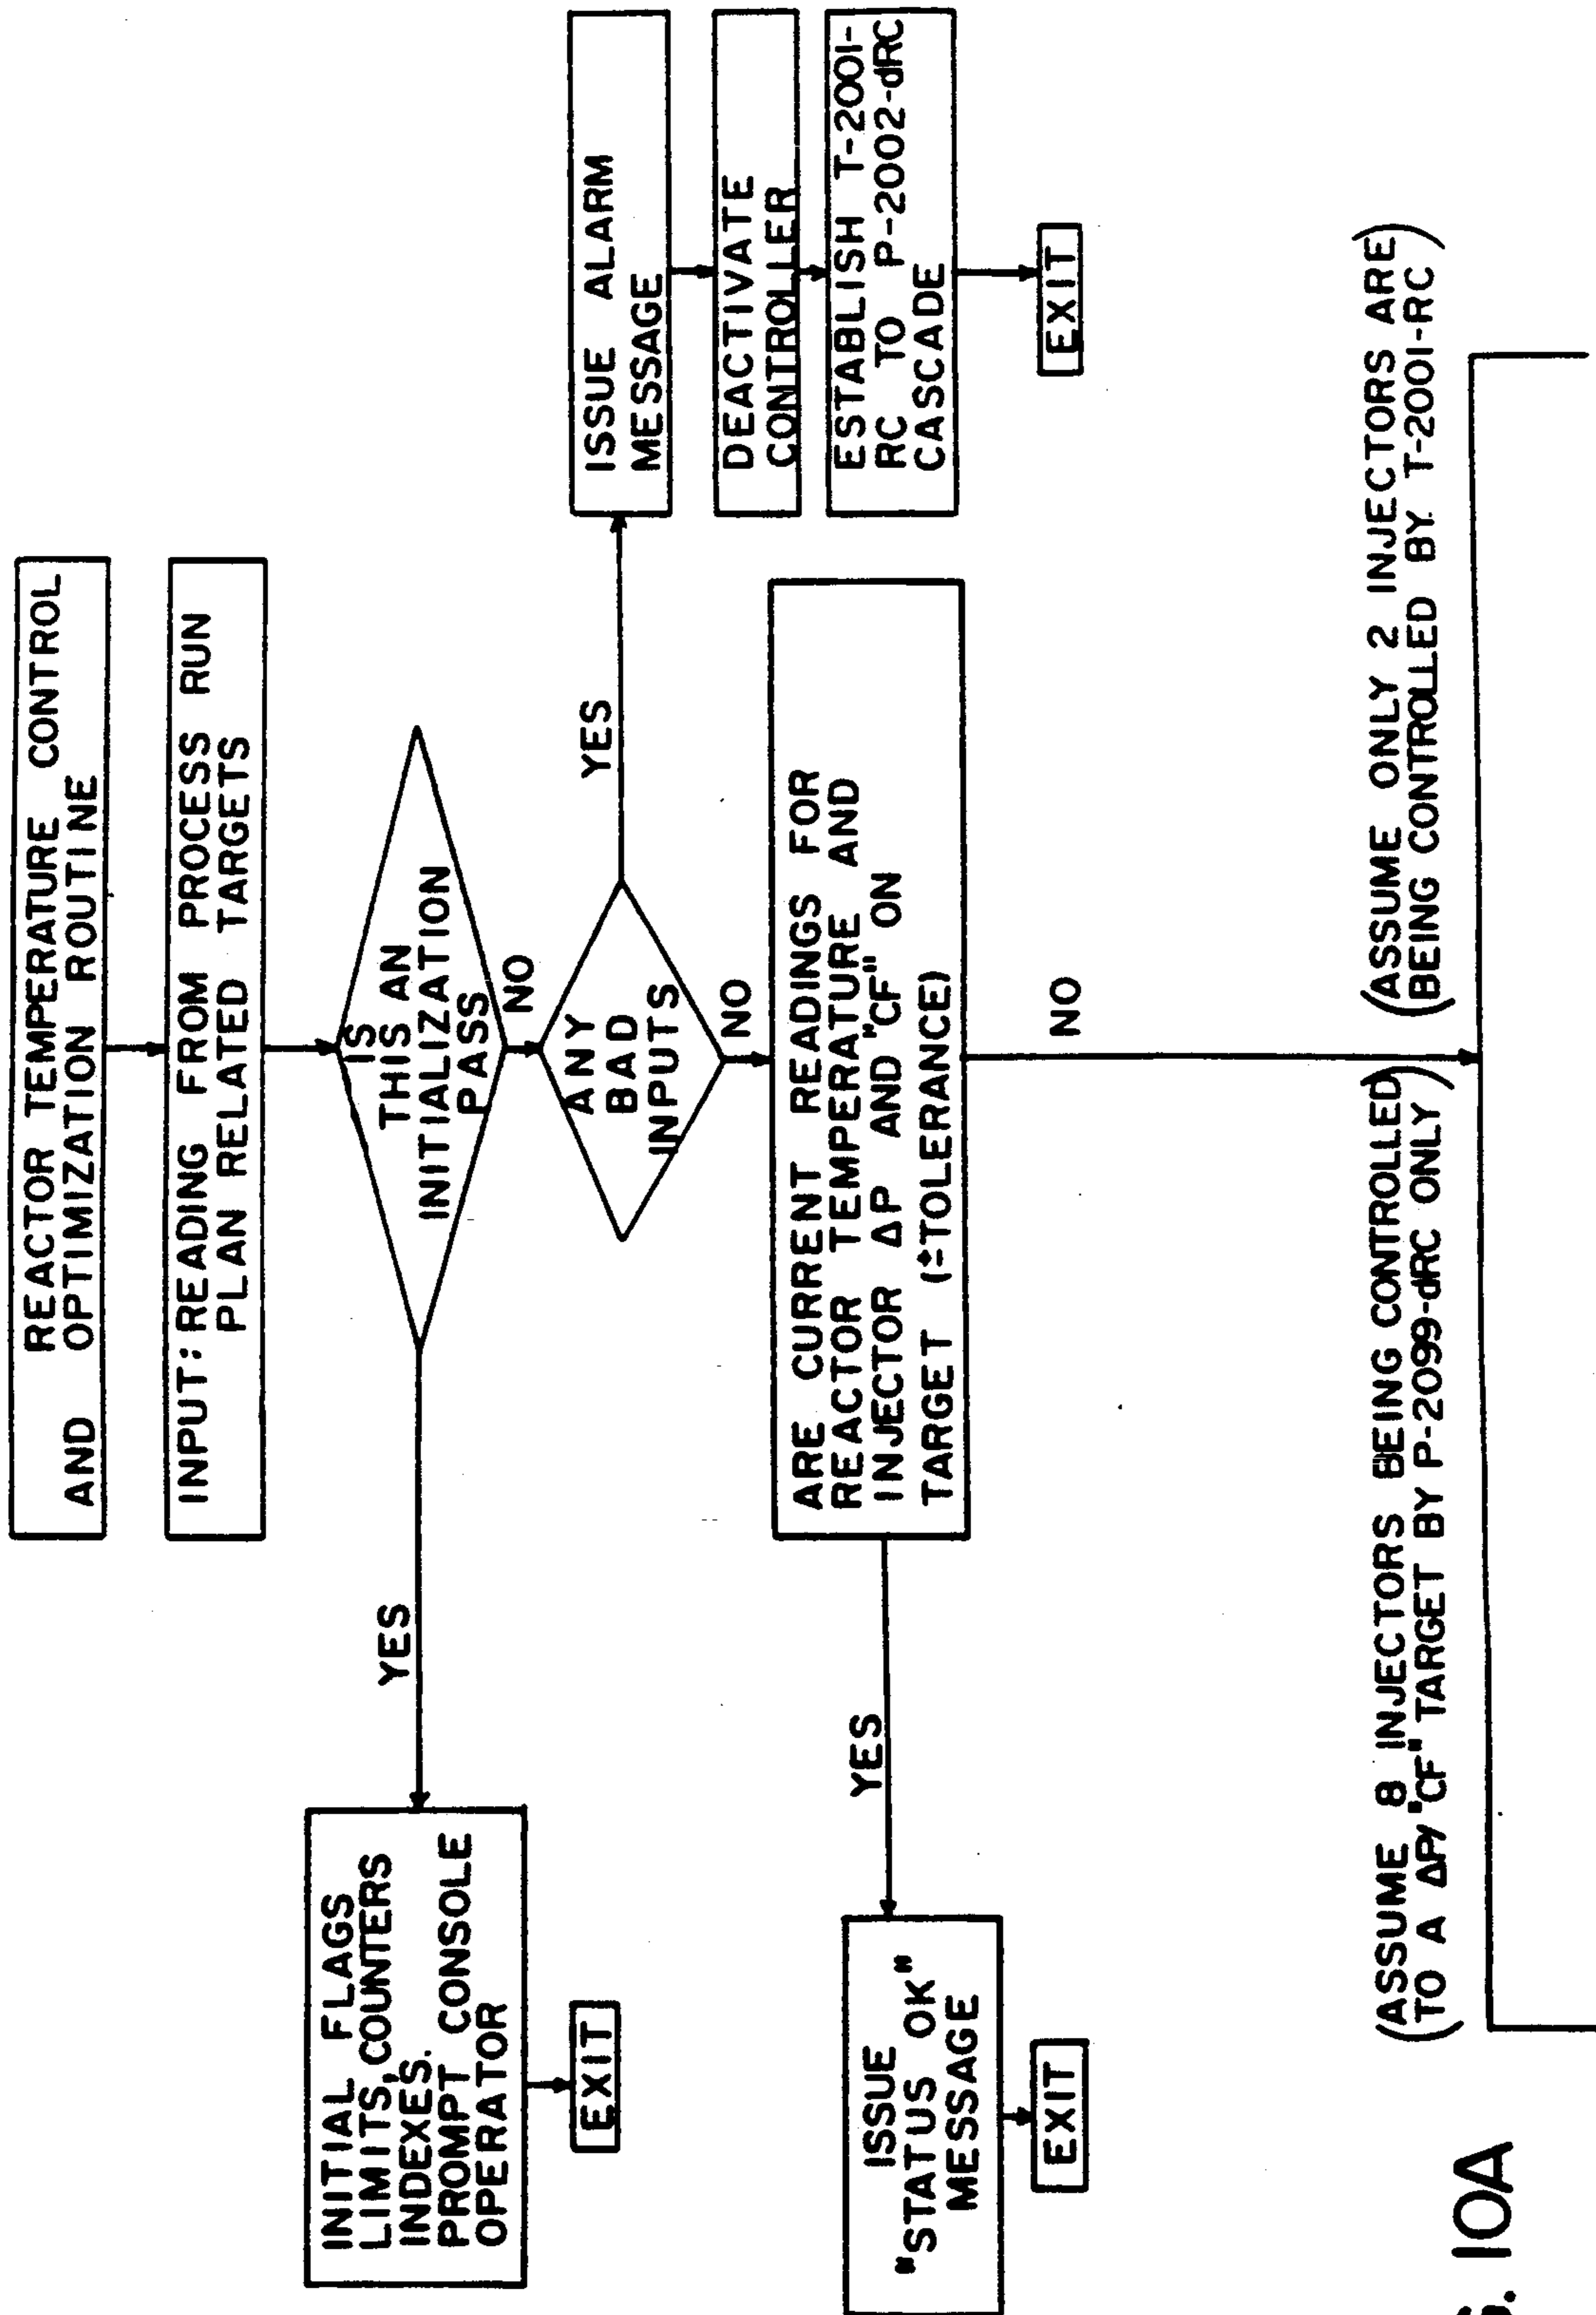 REACTOR TEMPERATURE CONTROL
AND OPTIMIZATION ROUTINE
INPUT: READING FROM PROCESS RUN
PLAN RELATED TARGETS
IS
THIS AN
INITIALIZATION
PASS
YES
NO
INITIAL FLAGS
LIMITS, COUNTERS
INDEXES.
PROMPT CONSOLE
OPERATOR
EXIT
ANY
BAD
INPUTS
YES
NO
ISSUE ALARM
MESSAGE
DEACTIVATE
CONTROLLER
ESTABLISH T-2001-
RC TO P-2002-dRC
CASCADE
EXIT
ARE CURRENT READINGS FOR
REACTOR TEMPERATURE AND
INJECTOR ΔP AND "CF" ON
TARGET (±TOLERANCE)
YES
NO
ISSUE
"STATUS OK"
MESSAGE
EXIT
(ASSUME 8 INJECTORS BEING CONTROLLED)
(TO A ΔP/"CF" TARGET BY P-2099-dRC ONLY)
(ASSUME ONLY 2 INJECTORS ARE)
(BEING CONTROLLED BY T-2001-RC)
10A